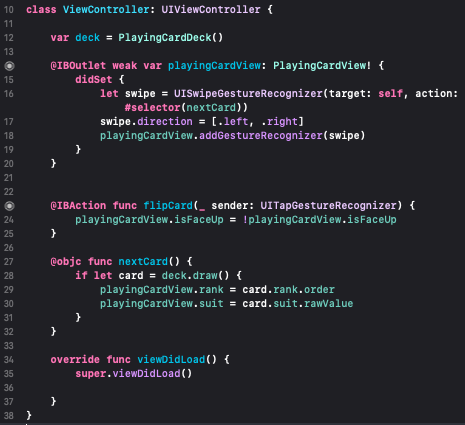 10 class ViewController: UIViewController {
11
12     var deck = PlayingCardDeck()
13
    @IBOutlet weak var playingCardView: PlayingCardView! {
15         didSet {
16             let swipe = UISwipeGestureRecognizer(target: self, action:
                #selector(nextCard))
17             swipe.direction = [.left, .right]
18             playingCardView.addGestureRecognizer(swipe)
19         }
20     }
21
22
    @IBAction func flipCard(_ sender: UITapGestureRecognizer) {
24         playingCardView.isFaceUp = !playingCardView.isFaceUp
25     }
26
27     @objc func nextCard() {
28         if let card = deck.draw() {
29             playingCardView.rank = card.rank.order
30             playingCardView.suit = card.suit.rawValue
31         }
32     }
33
34     override func viewDidLoad() {
35         super.viewDidLoad()
36
37     }
38 }